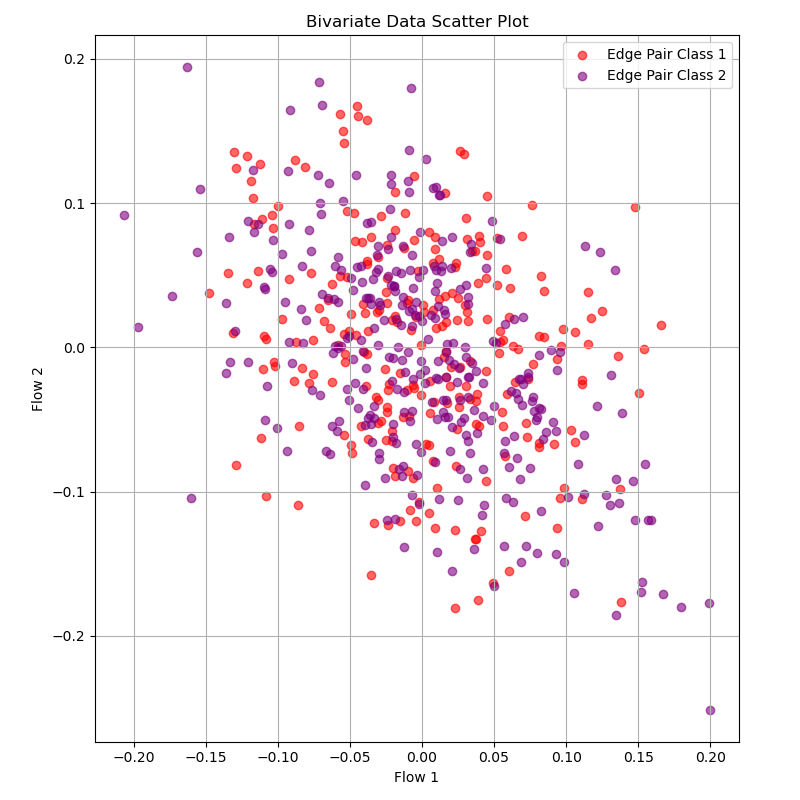 Bivariate Data Scatter Plot
Edge Pair Class 1
Edge Pair Class 2
0.2
0.1
0.0
−0.1
−0.2
Flow 2
−0.20 −0.15 −0.10 −0.05 0.00 0.05 0.10 0.15 0.20
Flow 1